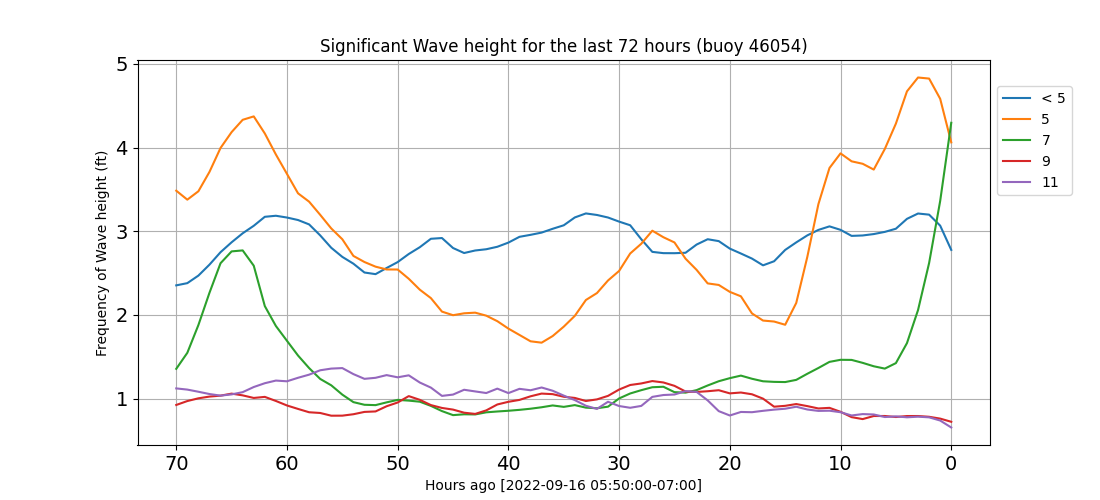 Significant Wave height for the last 72 hours (buoy 46054)
Frequency of Wave height (ft)
5
4
3
2
1
70 60 50 40 30 20 10 0
Hours ago [2022-09-16 05:50:00-07:00]
< 5
5
7
9
11